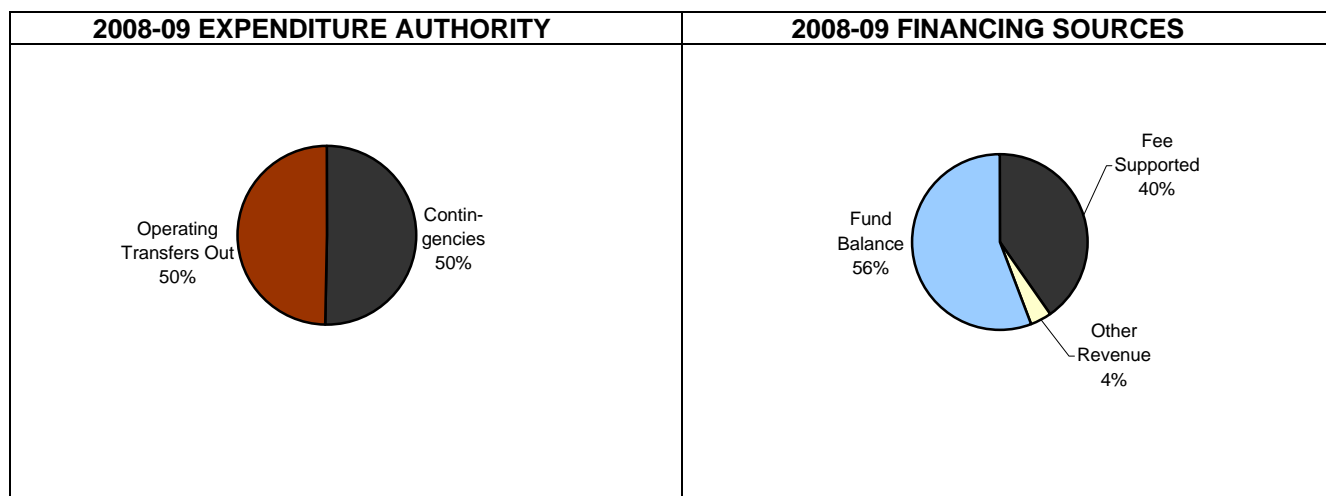 2008-09 EXPENDITURE AUTHORITY
Operating
Transfers Out
50%
Contin-
gencies
50%
2008-09 FINANCING SOURCES
Fee
Supported
40%
Fund
Balance
56%
Other
Revenue
4%